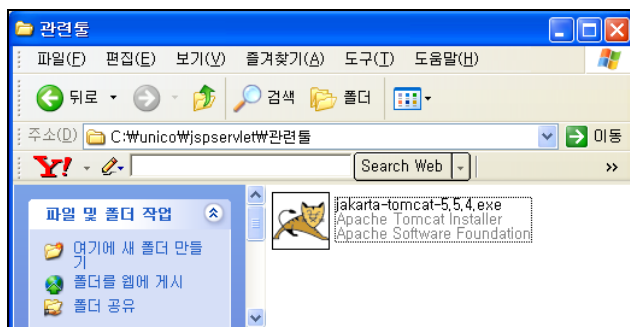 관련툴
파일(F) 편집(E) 보기(V) 즐겨찾기(A) 도구(T) 도움말(H)
뒤로 검색 폴더
주소(D) C:₩unico₩jspservlet₩관련툴 이동
Y! Search Web »
파일 및 폴더 작업
여기에 새 폴더 만들
기
폴더를 웹에 게시
폴더 공유
jakarta-tomcat-5,5,4,exe
Apache Tomcat Installer
Apache Software Foundation